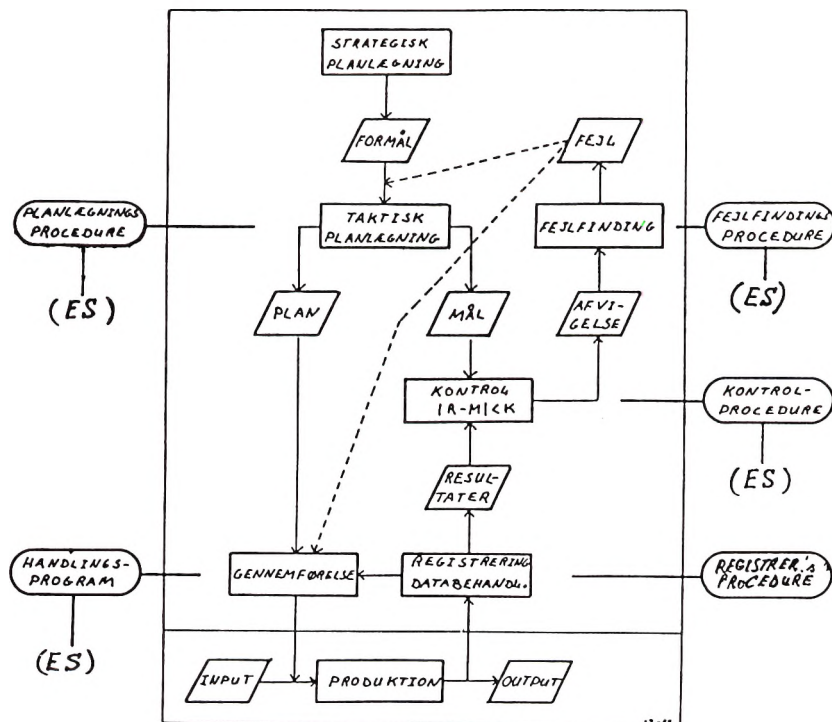 STRATEGISK
PLANLÆGNING
FORMÅL
FEJL
PLANLÆGNINGS
PROCEDURE
TAKTISK
PLANLÆGNING
FEJLFINDING
FEJLFINDINGS
PROCEDURE
(ES)
PLAN
MÅL
AFVI-
GELSE
(ES)
KONTROL
|R-M|<K
KONTROL-
PROCEDURE
RESUL-
TATER
(ES)
HANDLINGS-
PROGRAM
GENNEMFØRELSE
REGISTRERING
DATABEHANDL.
REGISTRER.'S
PROCEDURE
(ES)
INPUT
PRODUKTION
OUTPUT